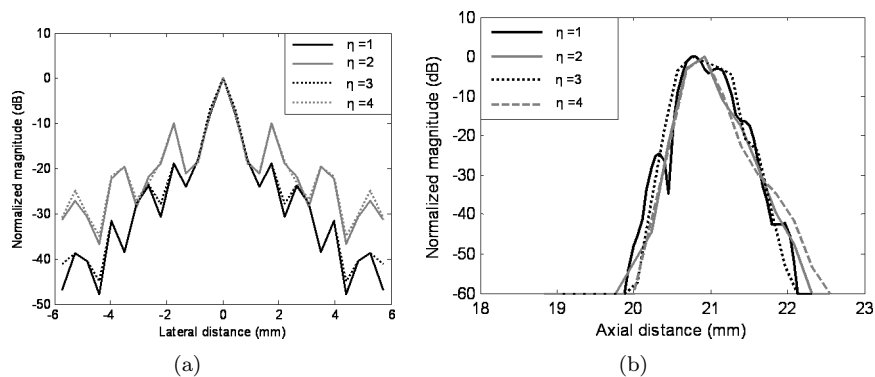 10
0
-10
-20
-30
-40
-50
-6 -4 -2 0 2 4 6
Normalized magnitude (dB)
Lateral distance (mm)
η =1
η =2
η =3
η =4
(a)
10
0
-10
-20
-30
-40
-50
-60
18 19 20 21 22 23
Normalized magnitude (dB)
Axial distance (mm)
η =1
η =2
η =3
η =4
(b)